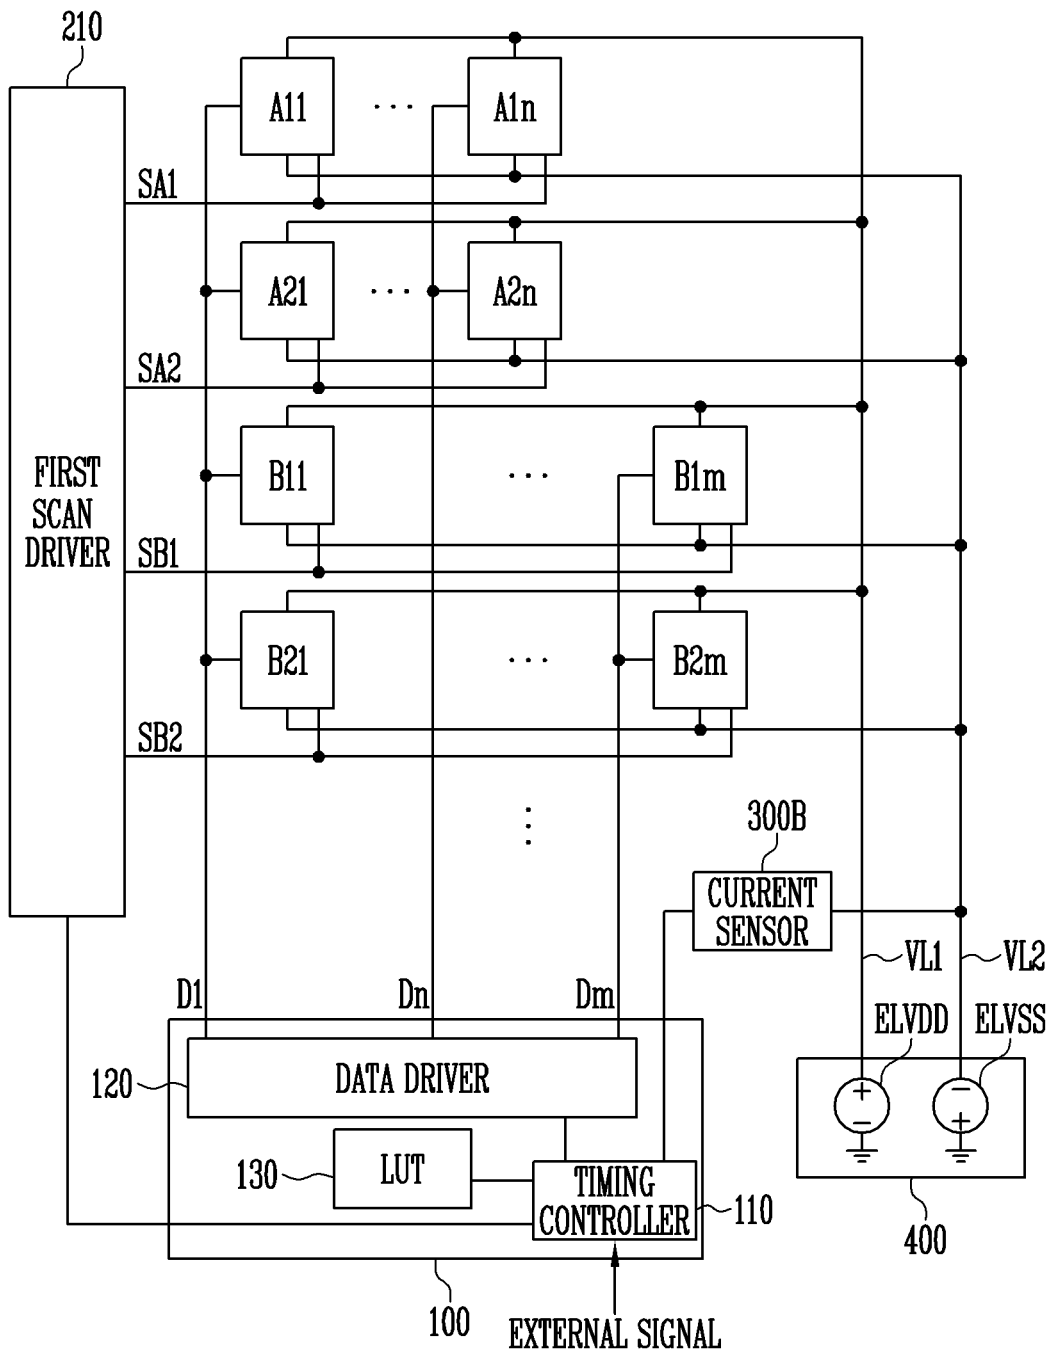 210
A11
...
A1n
SA1
A21
...
A2n
SA2
FIRST
SCAN
DRIVER
B11
...
B1m
SB1
B21
...
B2m
SB2
300B
CURRENT
SENSOR
VL1
VL2
D1
Dn
Dm
ELVDD
ELVSS
120
DATA DRIVER
+
−
−
+
130
LUT
TIMING
CONTROLLER
110
400
100
EXTERNAL SIGNAL